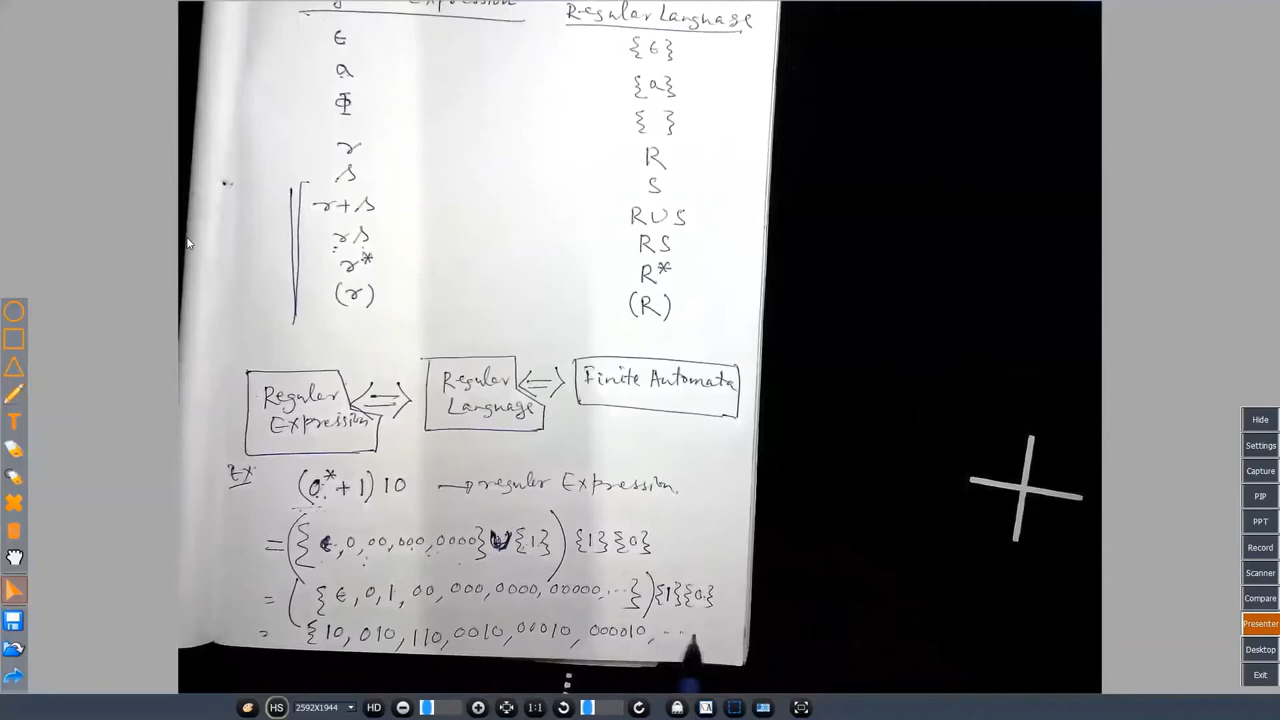 Expression Regular Language
ϵ {ϵ}
a {a}
Φ { }
r R
s S
r+s R∪S
rs RS
r* R*
(r) (R)
Regular Expression ⇔ Regular Language ⇔ Finite Automata
Ex (0*+1)10 → regular Expression.
= ({ϵ,0,00,000,0000}∪{1}) {1}{0}
= ({ϵ,0,1,00,000,0000,00000,...}){1}{0}
= {10,010,110,0010,00010,000010,...
Hide
Settings
Capture
PIP
PPT
Record
Scanner
Compare
Presenter
Desktop
Exit
HS 2592X1944 HD 1:1